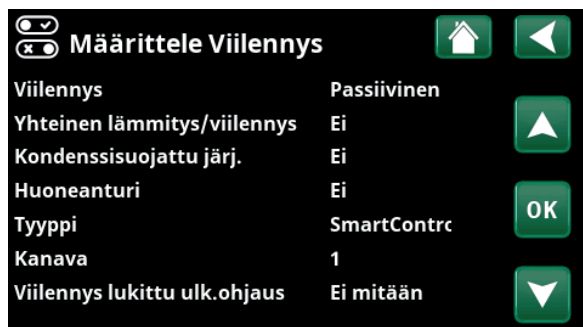 Määrittele Viilennys
Viilennys Passiivinen
Yhteinen lämmitys/viilennys Ei
Kondenssisuojattu järj. Ei
Huoneanturi Ei
Tyyppi SmartContrc
Kanava 1
Viilennys lukittu ulk.ohjaus Ei mitään
OK